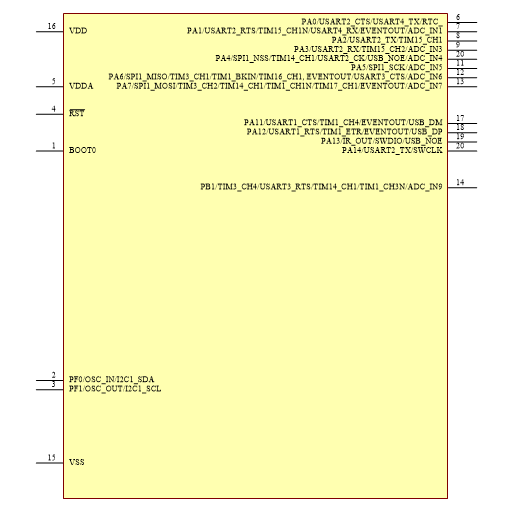 16 VDD
5 VDDA
4 RST
1 BOOT0
2 PF0/OSC_IN/I2C1_SDA
3 PF1/OSC_OUT/I2C1_SCL
15 VSS
PA0/USART2_CTS/USART4_TX/RTC_ 6
PA1/USART2_RTS/TIM15_CH1N/USART4_RX/EVENTOUT/ADC_IN1 7
PA2/USART2_TX/TIM15_CH1 8
PA3/USART2_RX/TIM15_CH2/ADC_IN3 9
PA4/SPI1_NSS/TIM14_CH1/USART2_CK/USB_NOE/ADC_IN4 20
PA5/SPI1_SCK/ADC_IN5 11
PA6/SPI1_MISO/TIM3_CH1/TIM1_BKIN/TIM16_CH1, EVENTOUT/USART3_CTS/ADC_IN6 12
PA7/SPI1_MOSI/TIM3_CH2/TIM14_CH1/TIM1_CH1N/TIM17_CH1/EVENTOUT/ADC_IN7 13
PA11/USART1_CTS/TIM1_CH4/EVENTOUT/USB_DM 17
PA12/USART1_RTS/TIM1_ETR/EVENTOUT/USB_DP 18
PA13/IR_OUT/SWDIO/USB_NOE 19
PA14/USART2_TX/SWCLK 20
PB1/TIM3_CH4/USART3_RTS/TIM14_CH1/TIM1_CH3N/ADC_IN9 14